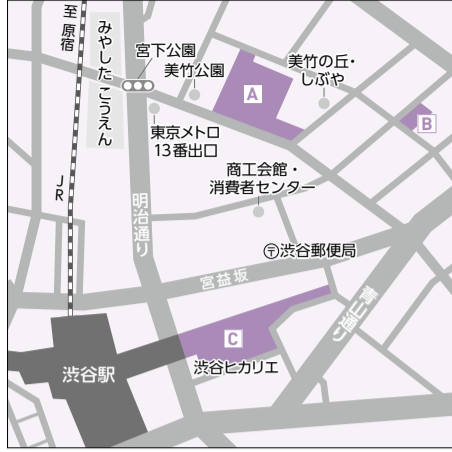 至 原宿
みやした こうえん
宮下公園
美竹公園
美竹の丘・
しぶや
A
B
東京メトロ
13番出口
商工会館・
消費者センター
JR
明治通り
〒渋谷郵便局
宮益坂
青山通り
C
渋谷ヒカリエ
渋谷駅